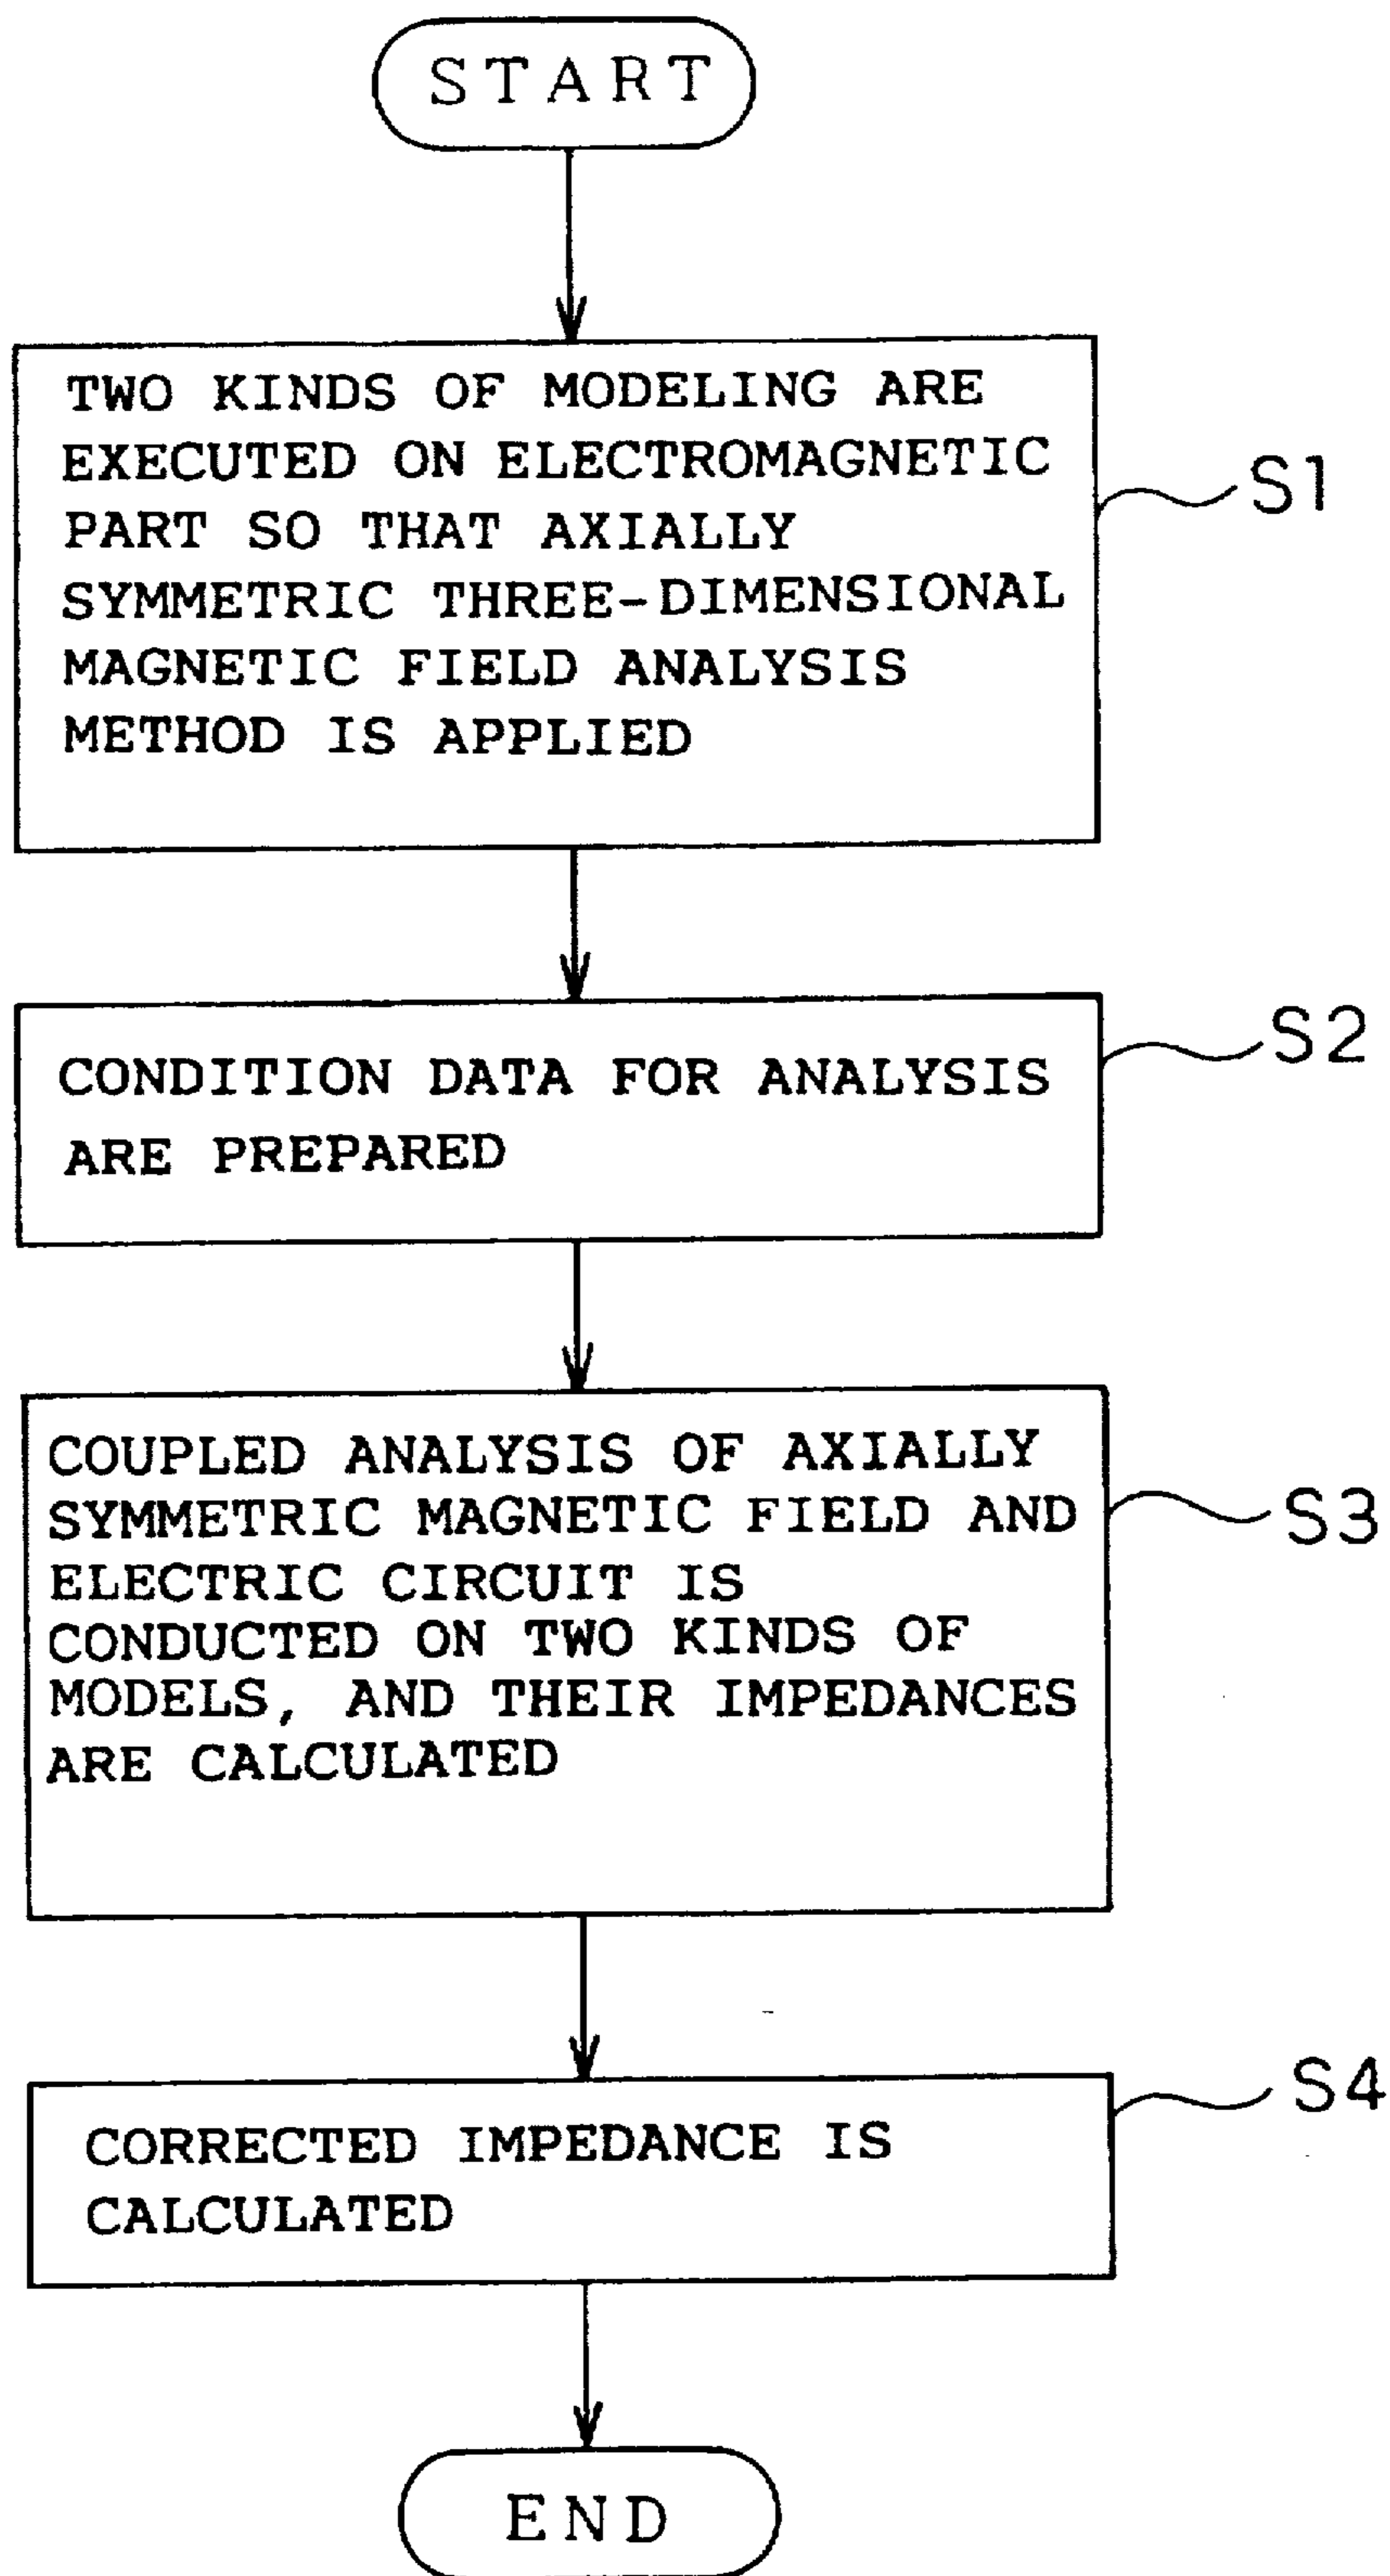 START
TWO KINDS OF MODELING ARE
EXECUTED ON ELECTROMAGNETIC
PART SO THAT AXIALLY
SYMMETRIC THREE-DIMENSIONAL
MAGNETIC FIELD ANALYSIS
METHOD IS APPLIED
S1
CONDITION DATA FOR ANALYSIS
ARE PREPARED
S2
COUPLED ANALYSIS OF AXIALLY
SYMMETRIC MAGNETIC FIELD AND
ELECTRIC CIRCUIT IS
CONDUCTED ON TWO KINDS OF
MODELS, AND THEIR IMPEDANCES
ARE CALCULATED
S3
CORRECTED IMPEDANCE IS
CALCULATED
S4
END